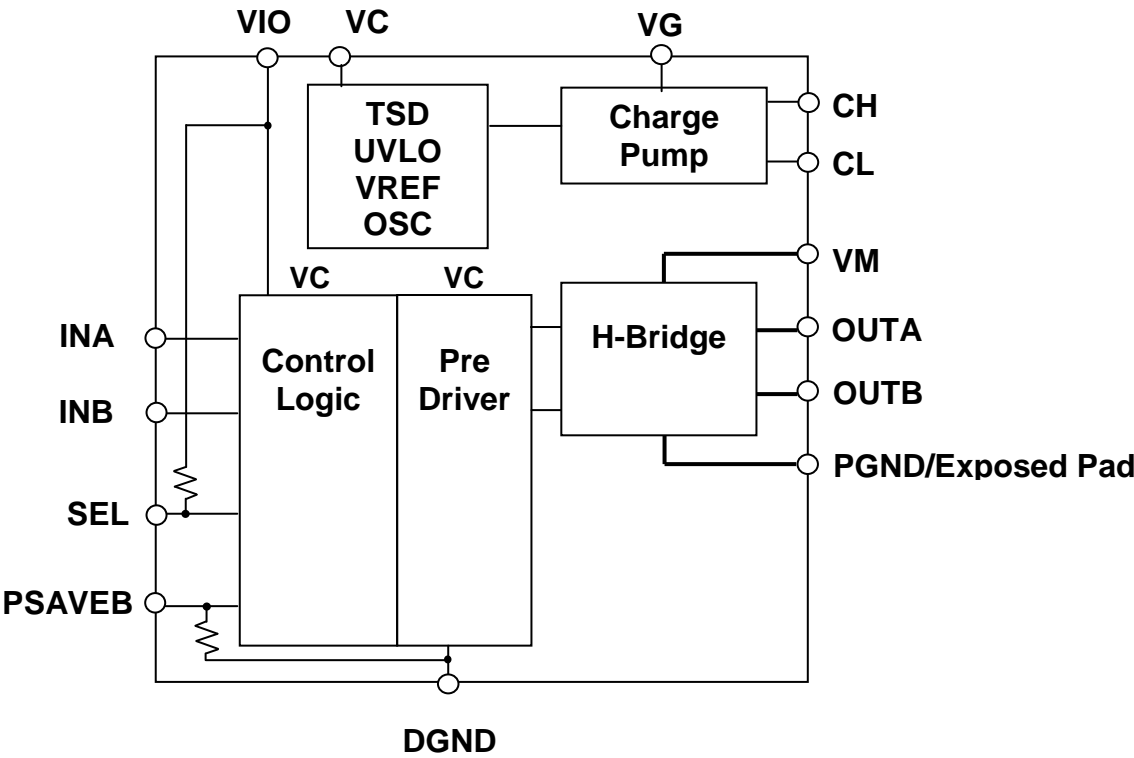 VIO
VC
VG
TSD
UVLO
VREF
OSC
Charge
Pump
CH
CL
VM
VC
VC
INA
Control
Logic
Pre
Driver
H-Bridge
OUTA
INB
OUTB
PGND/Exposed Pad
SEL
PSAVEB
DGND